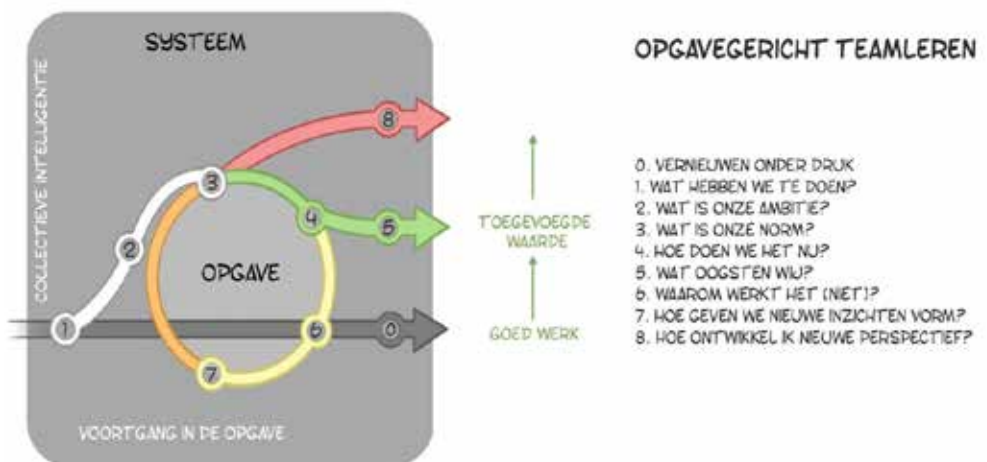 SYSTEEM
COLLECTIEVE INTELLIGENTIE
8
3
4
5
2
OPGAVE
1
6
0
7
VOORTGANG IN DE OPGAVE
TOEGEVOEGDE
WAARDE
GOED WERK
OPGAVEGERICHT TEAMLEREN
0. VERNIEUWEN ONDER DRUK
1. WAT HEBBEN WE TE DOEN?
2. WAT IS ONZE AMBITIE?
3. WAT IS ONZE NORM?
4. HOE DOEN WE HET NU?
5. WAT OOGSTEN WIJ?
6. WAAROM WERKT HET (NIET)?
7. HOE GEVEN WE NIEUWE INZICHTEN VORM?
8. HOE ONTWIKKEL IK NIEUWE PERSPECTIEF?